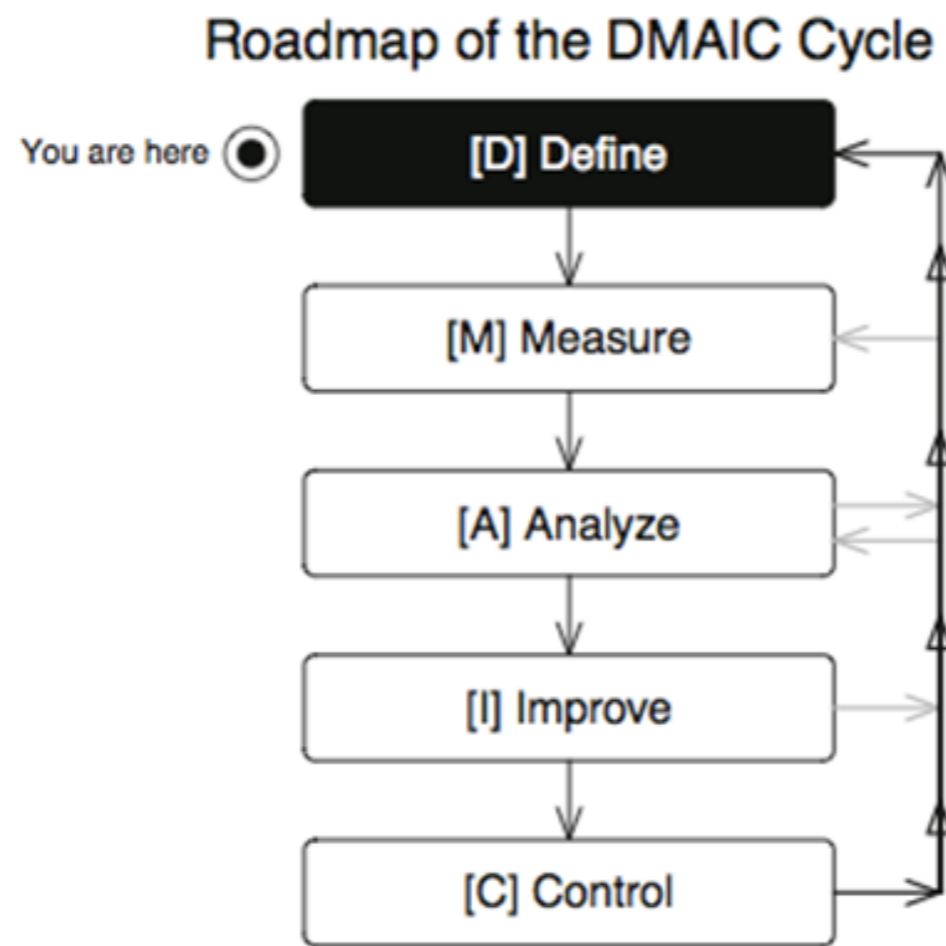 Roadmap of the DMAIC Cycle
You are here
[D] Define
[M] Measure
[A] Analyze
[I] Improve
[C] Control